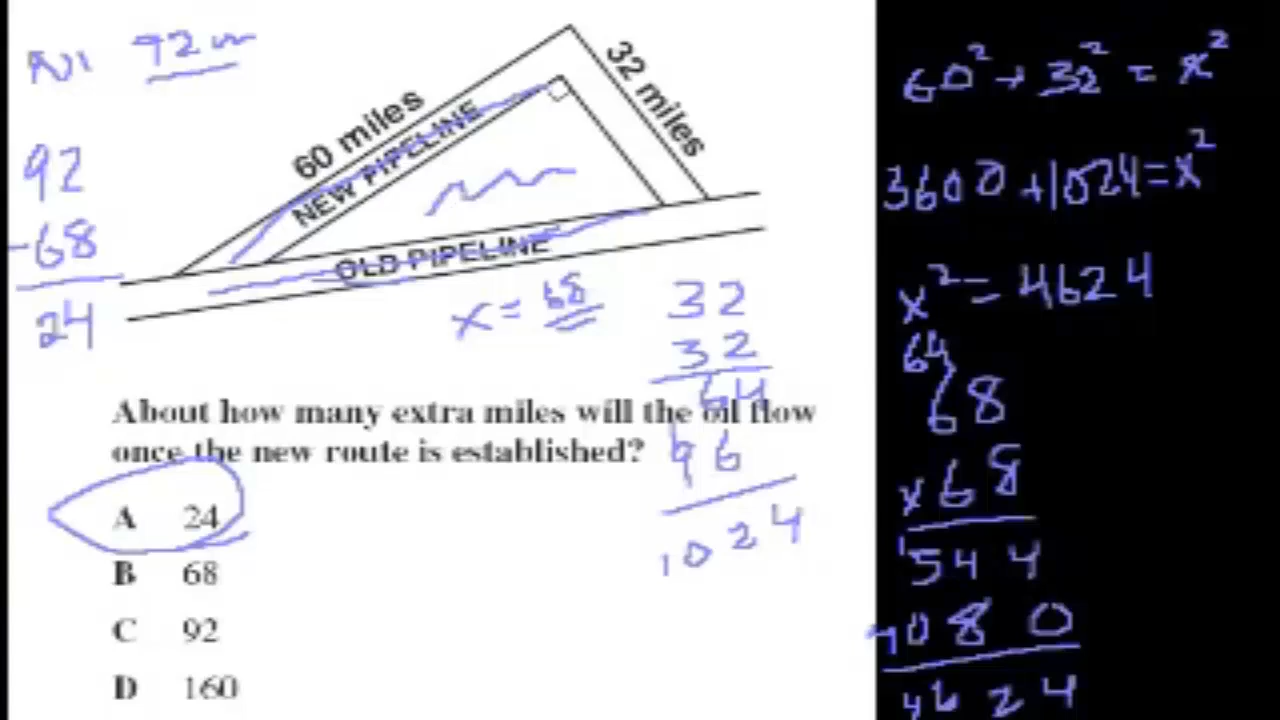 92 m
60 miles
32 miles
NEW PIPELINE
OLD PIPELINE
92
-68
24
x = 68
32
32
64
96
1024
About how many extra miles will the oil flow
once the new route is established?
A 24
B 68
C 92
D 160
60² + 32² = x²
3600 + 1024 = x²
x² = 4624
64
68
x 68
544
4080
4624